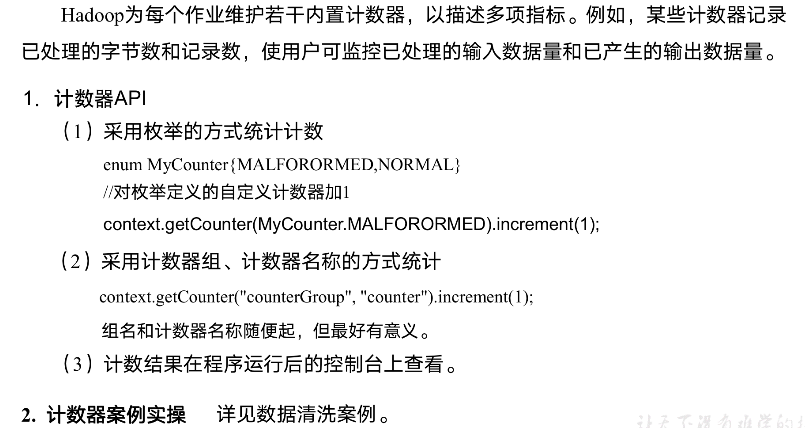 Hadoop为每个作业维护若干内置计数器，以描述多项指标。例如，某些计数器记录
已处理的字节数和记录数，使用户可监控已处理的输入数据量和已产生的输出数据量。
1. 计数器API
（1）采用枚举的方式统计计数
enum MyCounter{MALFORORMED,NORMAL}
//对枚举定义的自定义计数器加1
context.getCounter(MyCounter.MALFORORMED).increment(1);
（2）采用计数器组、计数器名称的方式统计
context.getCounter("counterGroup", "counter").increment(1);
组名和计数器名称随便起，但最好有意义。
（3）计数结果在程序运行后的控制台上查看。
2. 计数器案例实操 详见数据清洗案例。